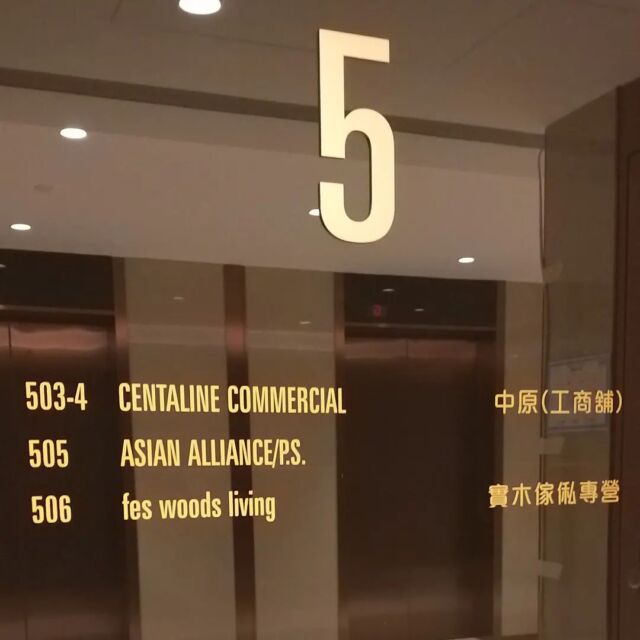 5
503-4 CENTALINE COMMERCIAL 中原(工商舖)
505 ASIAN ALLIANCE/P.S.
506 fes woods living 實木傢俬專營